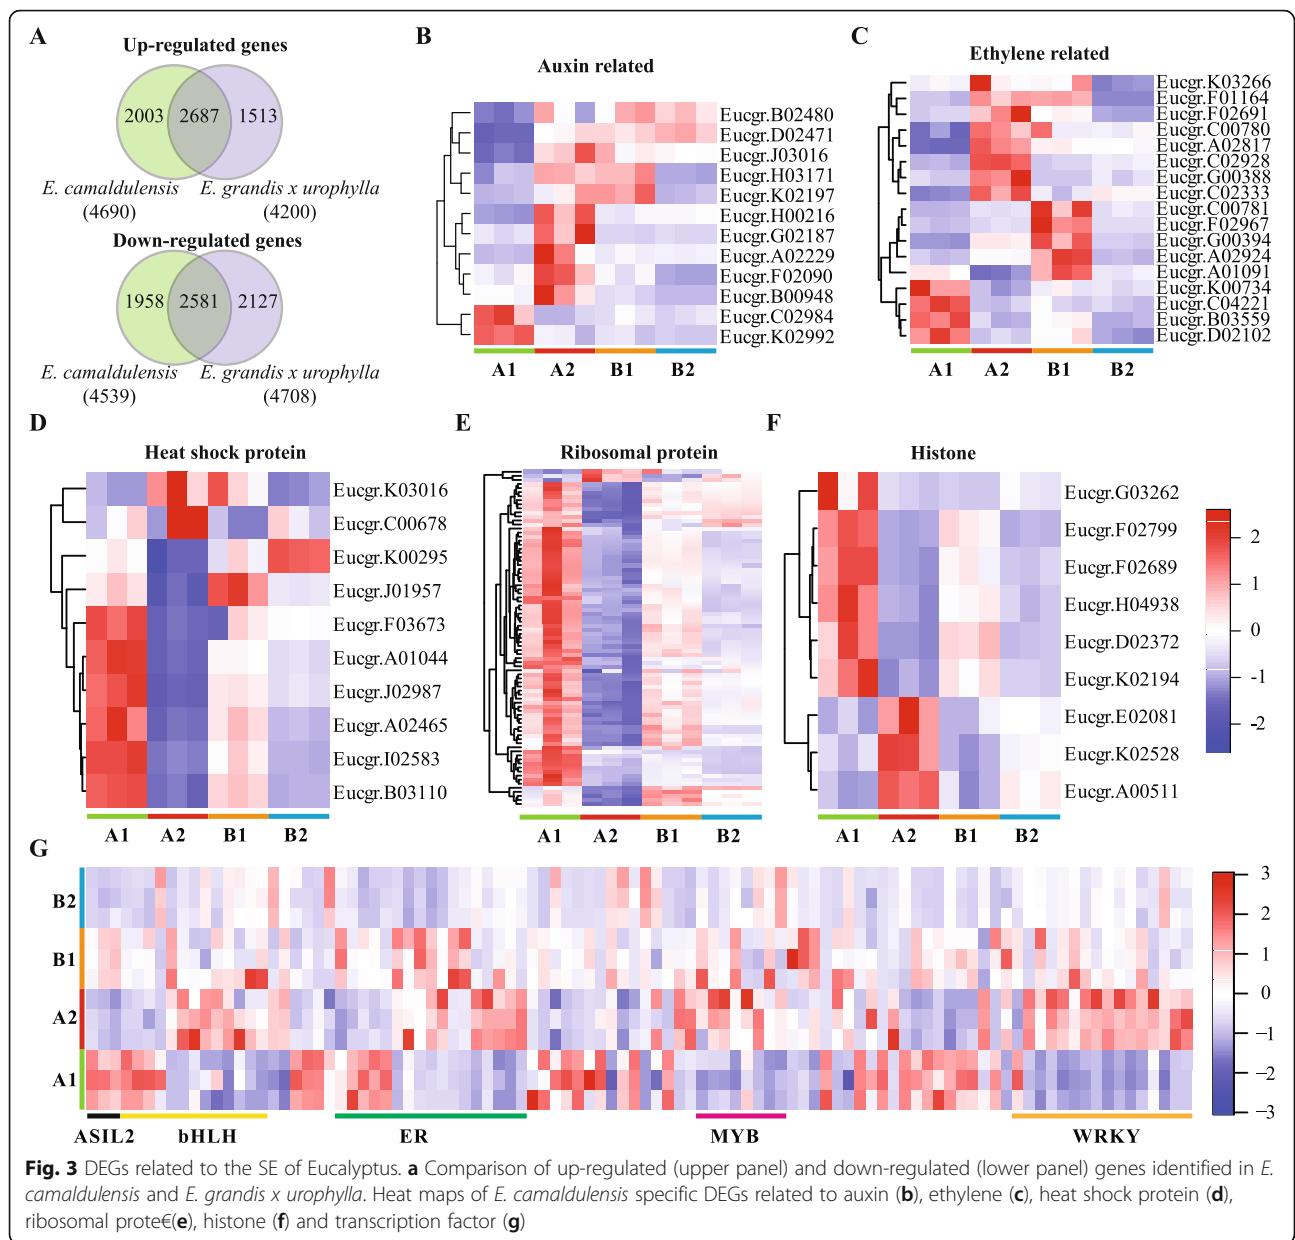 A
Up-regulated genes
2003 2687 1513
E. camaldulensis E. grandis x urophylla
(4690) (4200)
Down-regulated genes
1958 2581 2127
E. camaldulensis E. grandis x urophylla
(4539) (4708)
B
Auxin related
Eucgr.B02480
Eucgr.D02471
Eucgr.J03016
Eucgr.H03171
Eucgr.K02197
Eucgr.H00216
Eucgr.G02187
Eucgr.A02229
Eucgr.F02090
Eucgr.B00948
Eucgr.C02984
Eucgr.K02992
A1 A2 B1 B2
C
Ethylene related
Eucgr.K03266
Eucgr.F01164
Eucgr.F02691
Eucgr.C00780
Eucgr.A02817
Eucgr.C02928
Eucgr.G00388
Eucgr.C02333
Eucgr.C00781
Eucgr.F02967
Eucgr.G00394
Eucgr.A02924
Eucgr.A01091
Eucgr.K00734
Eucgr.C04221
Eucgr.B03559
Eucgr.D02102
A1 A2 B1 B2
D
Heat shock protein
Eucgr.K03016
Eucgr.C00678
Eucgr.K00295
Eucgr.J01957
Eucgr.F03673
Eucgr.A01044
Eucgr.J02987
Eucgr.A02465
Eucgr.I02583
Eucgr.B03110
A1 A2 B1 B2
E
Ribosomal protein
A1 A2 B1 B2
F
Histone
Eucgr.G03262
Eucgr.F02799
Eucgr.F02689
Eucgr.H04938
Eucgr.D02372
Eucgr.K02194
Eucgr.E02081
Eucgr.K02528
Eucgr.A00511
A1 A2 B1 B2
2
1
0
-1
-2
G
B2
B1
A2
A1
ASIL2 bHLH ER MYB WRKY
3
2
1
0
−1
−2
−3
Fig. 3 DEGs related to the SE of Eucalyptus. a Comparison of up-regulated (upper panel) and down-regulated (lower panel) genes identified in E.
camaldulensis and E. grandis x urophylla. Heat maps of E. camaldulensis specific DEGs related to auxin (b), ethylene (c), heat shock protein (d),
ribosomal prote€(e), histone (f) and transcription factor (g)